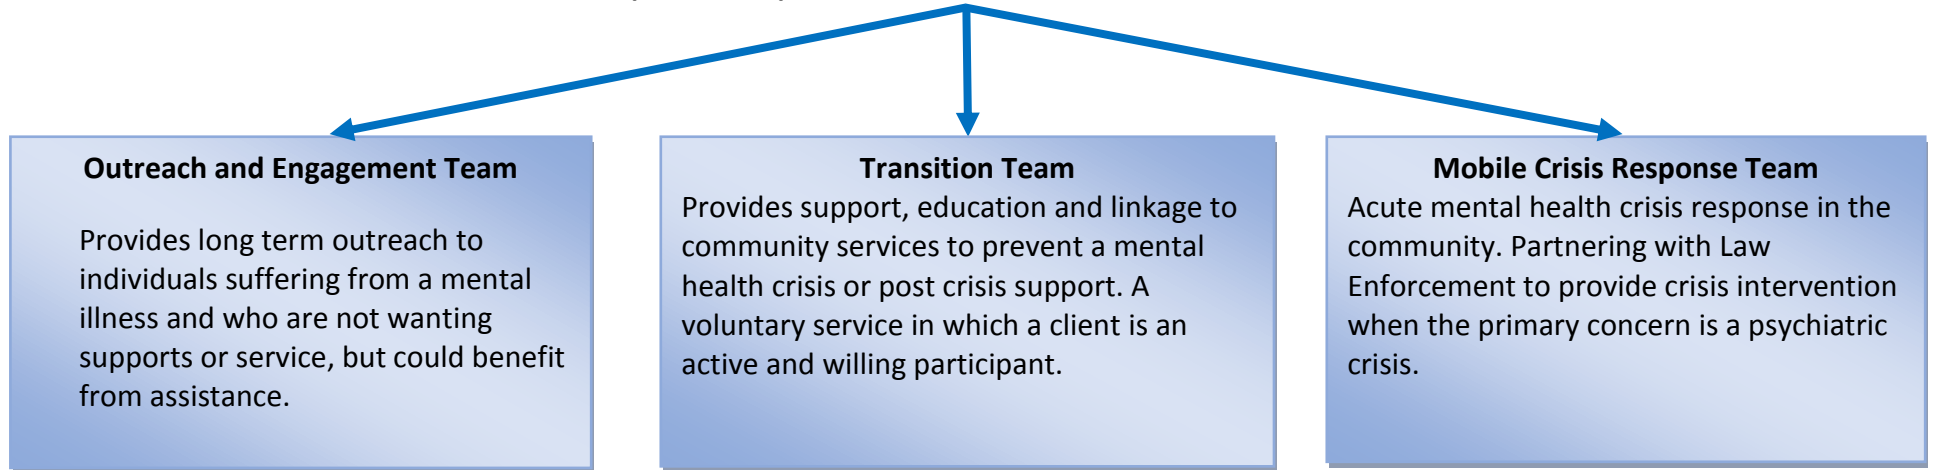 Outreach and Engagement Team
Provides long term outreach to
individuals suffering from a mental
illness and who are not wanting
supports or service, but could benefit
from assistance.
Transition Team
Provides support, education and linkage to
community services to prevent a mental
health crisis or post crisis support. A
voluntary service in which a client is an
active and willing participant.
Mobile Crisis Response Team
Acute mental health crisis response in the
community. Partnering with Law
Enforcement to provide crisis intervention
when the primary concern is a psychiatric
crisis.